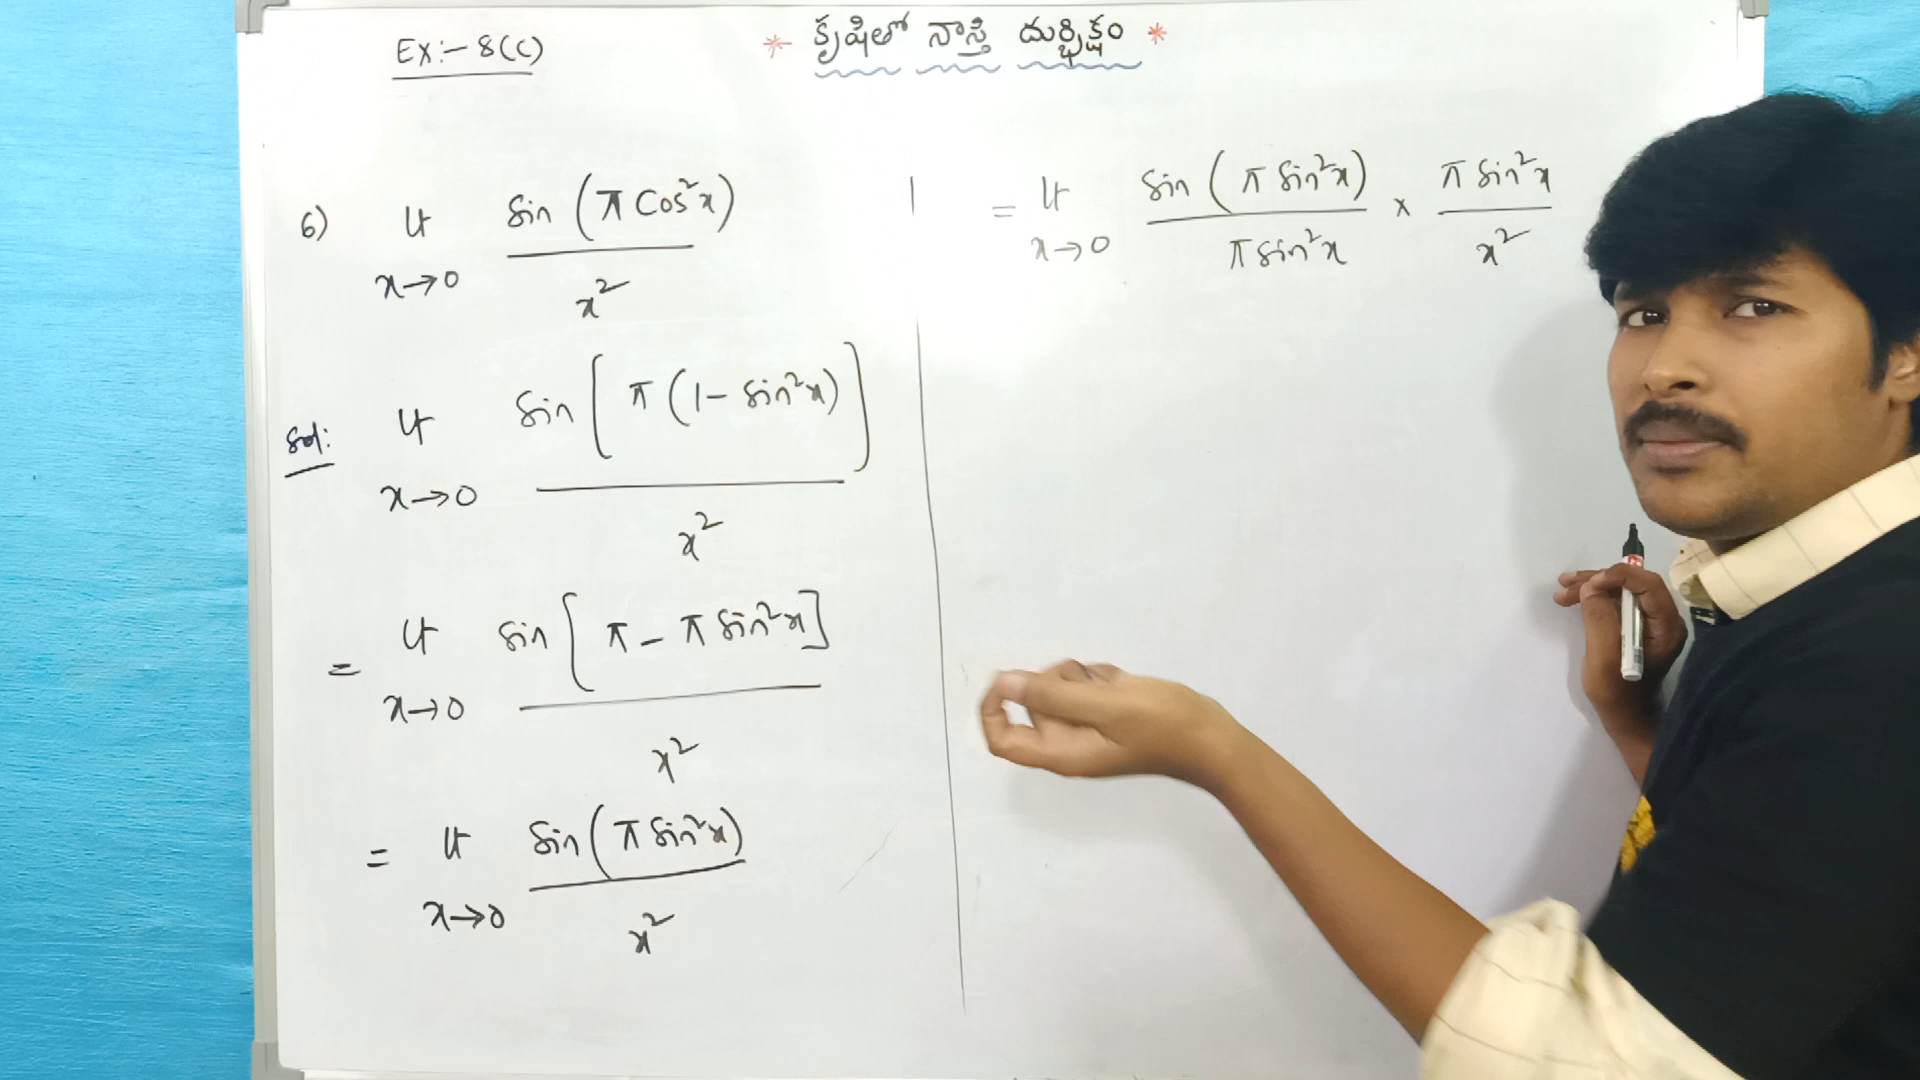 Ex:- 8(c)
* కృషితో నాస్తి దుర్భిక్షం *
6) Lt x→0 sin (π Cos²x) / x²
Sol: Lt x→0 sin [π (1 - sin²x)] / x²
= Lt x→0 sin [π - π sin²x] / x²
= Lt x→0 sin (π sin²x) / x²
= Lt x→0 sin (π sin²x) / π sin²x × π sin²x / x²